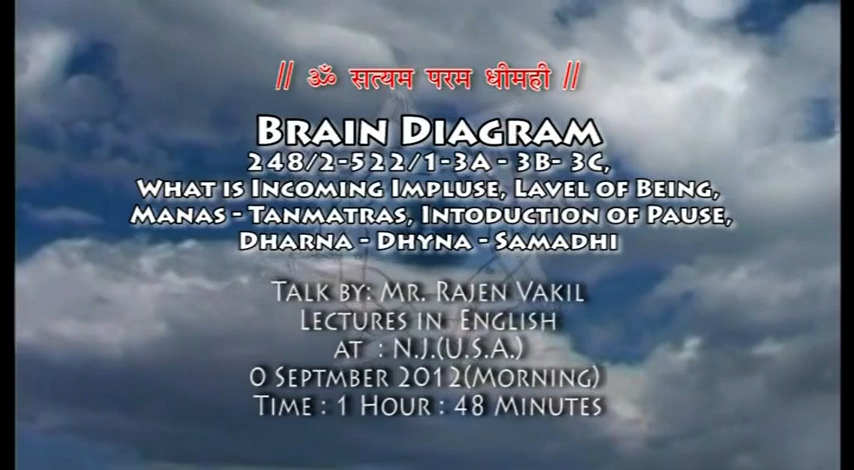 // ॐ सत्यम परम धीमही //
BRAIN DIAGRAM
248/2-522/1-3A - 3B- 3C,
WHAT IS INCOMING IMPLUSE, LAVEL OF BEING,
MANAS - TANMATRAS, INTODUCTION OF PAUSE,
DHARNA - DHYNA - SAMADHI
TALK BY: MR. RAJEN VAKIL
LECTURES IN ENGLISH
AT : N.J.(U.S.A.)
0 SEPTMBER 2012(MORNING)
TIME : 1 HOUR : 48 MINUTES